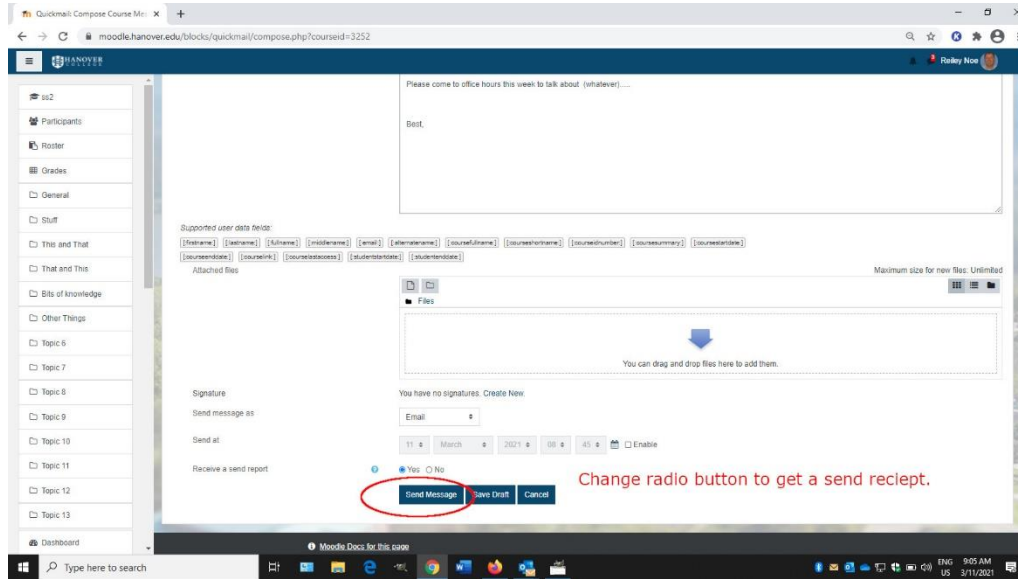 Quickmail: Compose Course Me
moodle.hanover.edu/blocks/quickmail/compose.php?courseid=3252
HANOVER
COLLEGE
Reiley Noe
ss2
Participants
Roster
Grades
General
Stuff
This and That
That and This
Bits of knowledge
Other Things
Topic 6
Topic 7
Topic 8
Topic 9
Topic 10
Topic 11
Topic 12
Topic 13
Dashboard
Please come to office hours this week to talk about (whatever).....
Best,
Supported user data fields:
[:firstname:] [:lastname:] [:fullname:] [:middlename:] [:email:] [:alternatename:] [:coursefullname:] [:courseshortname:] [:courseidnumber:] [:coursesummary:] [:coursestartdate:]
[:courseenddate:] [:courselink:] [:courselastaccess:] [:studentstartdate:] [:studentenddate:]
Attached files
Maximum size for new files: Unlimited
Files
You can drag and drop files here to add them.
Signature
You have no signatures. Create New.
Send message as
Email
Send at
11 March 2021 08 45 Enable
Receive a send report
Yes No
Send Message Save Draft Cancel
Change radio button to get a send reciept.
Moodle Docs for this page
Type here to search
ENG 9:05 AM
US 3/11/2021